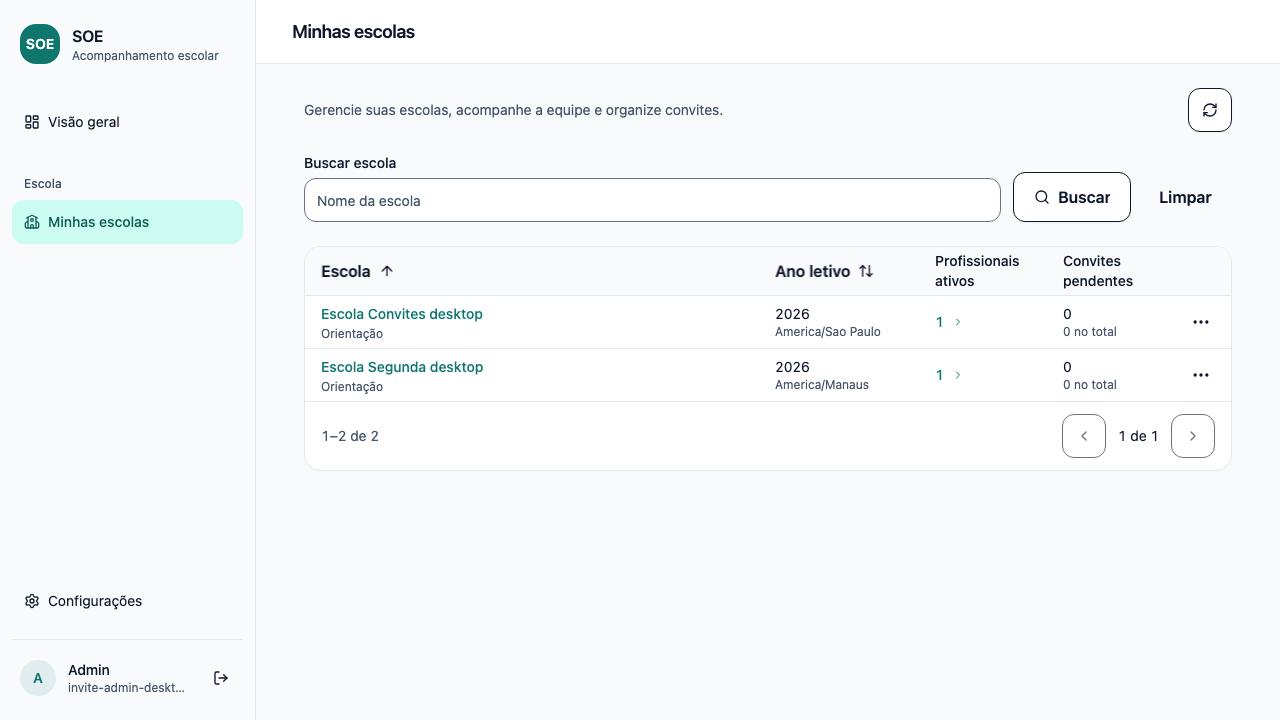 SOE
SOE
Acompanhamento escolar
Visão geral
Escola
Minhas escolas
Configurações
A
Admin
invite-admin-deskt...
Minhas escolas
Gerencie suas escolas, acompanhe a equipe e organize convites.
Buscar escola
Nome da escola
Buscar
Limpar
Escola
Ano letivo
Profissionais
ativos
Convites
pendentes
Escola Convites desktop
Orientação
2026
America/Sao Paulo
1
0
0 no total
Escola Segunda desktop
Orientação
2026
America/Manaus
1
0
0 no total
1–2 de 2
1 de 1